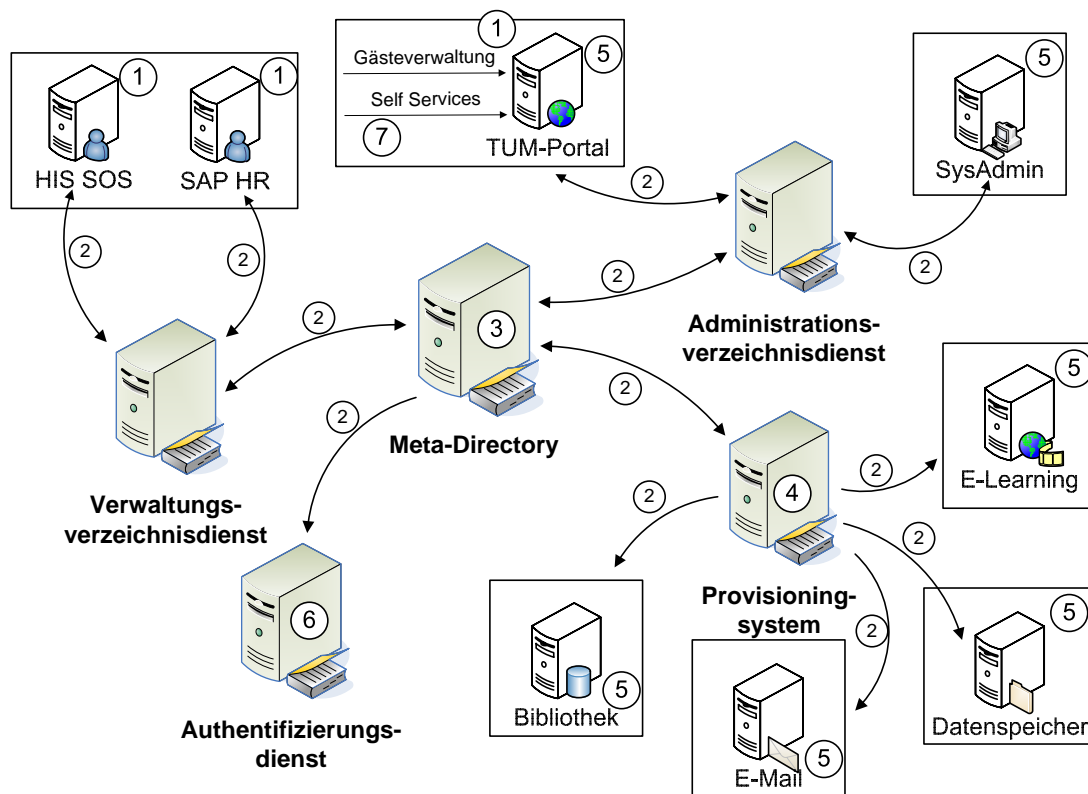 1
1
HIS SOS
SAP HR
1
5
Gästeverwaltung
Self Services
7
TUM-Portal
5
SysAdmin
2
2
2
2
2
2
3
Meta-Directory
Administrations-
verzeichnisdienst
2
2
Verwaltungs-
verzeichnisdienst
6
Authentifizierungs-
dienst
4
Provisioning-
system
2
2
2
2
5
E-Learning
5
Bibliothek
5
E-Mail
5
Datenspeicher